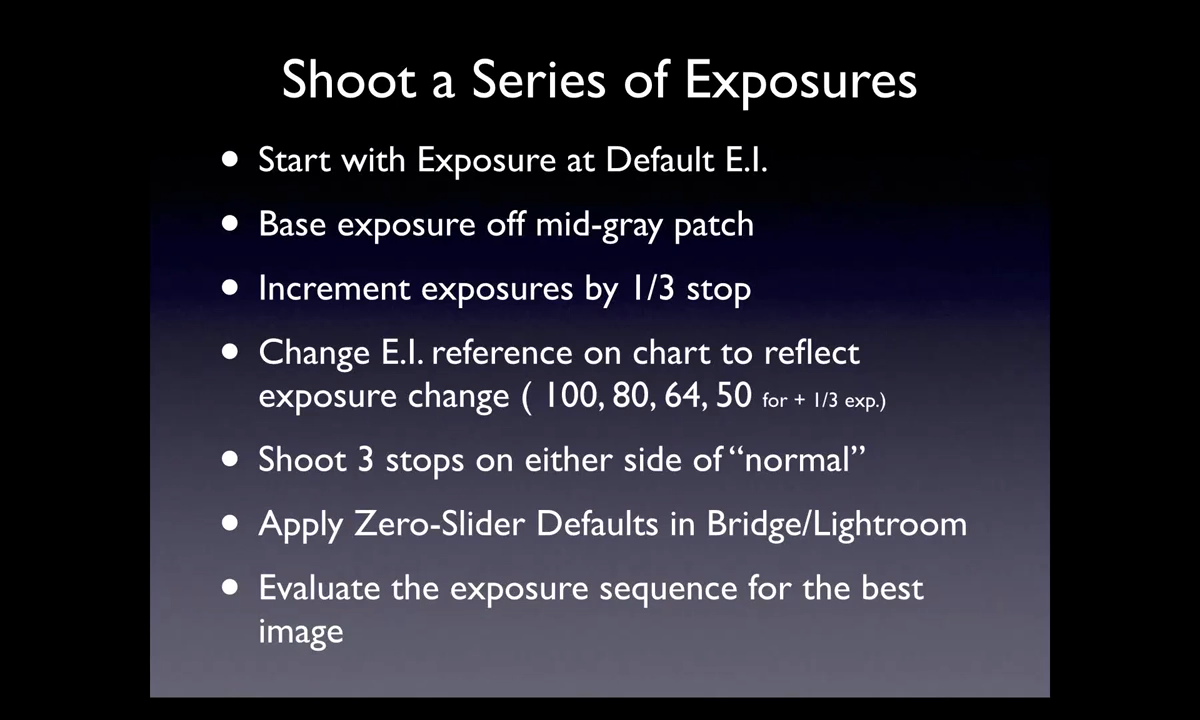 Shoot a Series of Exposures
• Start with Exposure at Default E.I.
• Base exposure off mid-gray patch
• Increment exposures by 1/3 stop
• Change E.I. reference on chart to reflect
exposure change ( 100, 80, 64, 50 for + 1/3 exp.)
• Shoot 3 stops on either side of “normal”
• Apply Zero-Slider Defaults in Bridge/Lightroom
• Evaluate the exposure sequence for the best
image